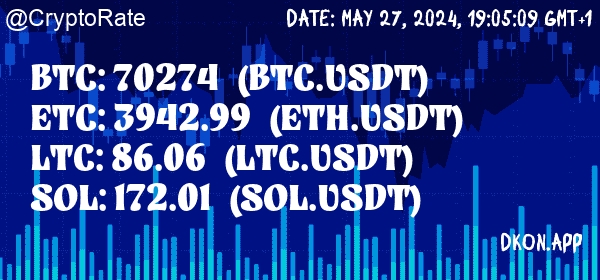 @CryptoRate
DATE: MAY 27, 2024, 19:05:09 GMT+1
BTC: 70274 (BTC.USDT)
ETC: 3942.99 (ETH.USDT)
LTC: 86.06 (LTC.USDT)
SOL: 172.01 (SOL.USDT)
DKON.APP